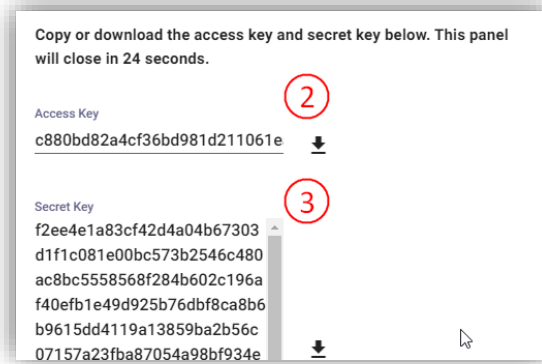 Copy or download the access key and secret key below. This panel
will close in 24 seconds.
2
Access Key
c880bd82a4cf36bd981d211061e
3
Secret Key
f2ee4e1a83cf42d4a04b67303
d1f1c081e00bc573b2546c480
ac8bc5558568f284b602c196a
f40efb1e49d925b76dbf8ca8b6
b9615dd4119a13859ba2b56c
07157a23fba87054a98bf934e